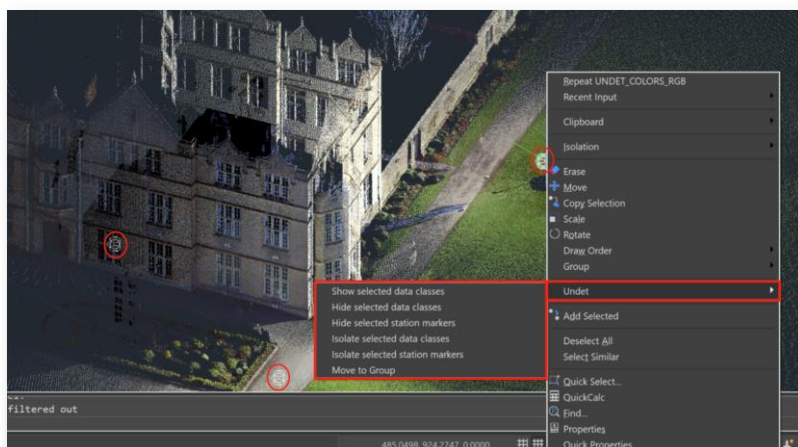 Repeat UNDET_COLORS_RGB
Recent Input
Clipboard
Isolation
Erase
Move
Copy Selection
Scale
Rotate
Draw Order
Group
Undet
Show selected data classes
Hide selected data classes
Hide selected station markers
Isolate selected data classes
Isolate selected station markers
Move to Group
Add Selected
Deselect All
Select Similar
Quick Select...
QuickCalc
Find...
Properties
Quick Properties
filtered out
485.0498, 924.2747, 0.0000